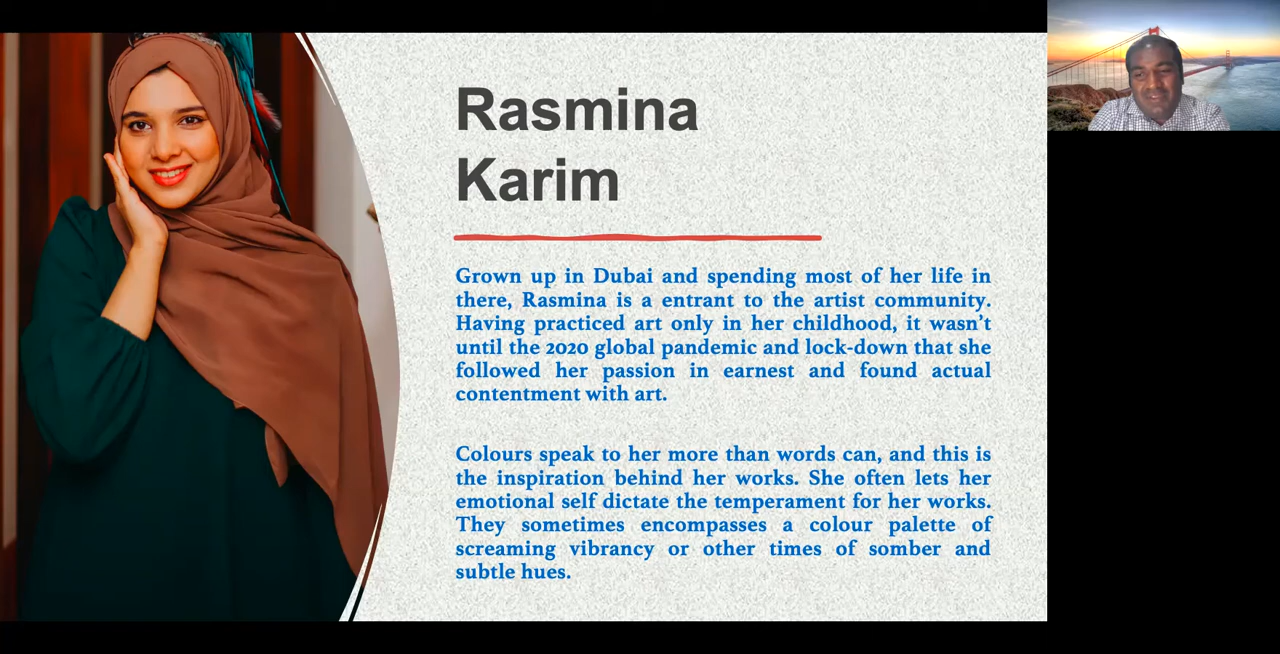 Rasmina
Karim
Grown up in Dubai and spending most of her life in
there, Rasmina is a entrant to the artist community.
Having practiced art only in her childhood, it wasn't
until the 2020 global pandemic and lock-down that she
followed her passion in earnest and found actual
contentment with art.
Colours speak to her more than words can, and this is
the inspiration behind her works. She often lets her
emotional self dictate the temperament for her works.
They sometimes encompasses a colour palette of
screaming vibrancy or other times of somber and
subtle hues.